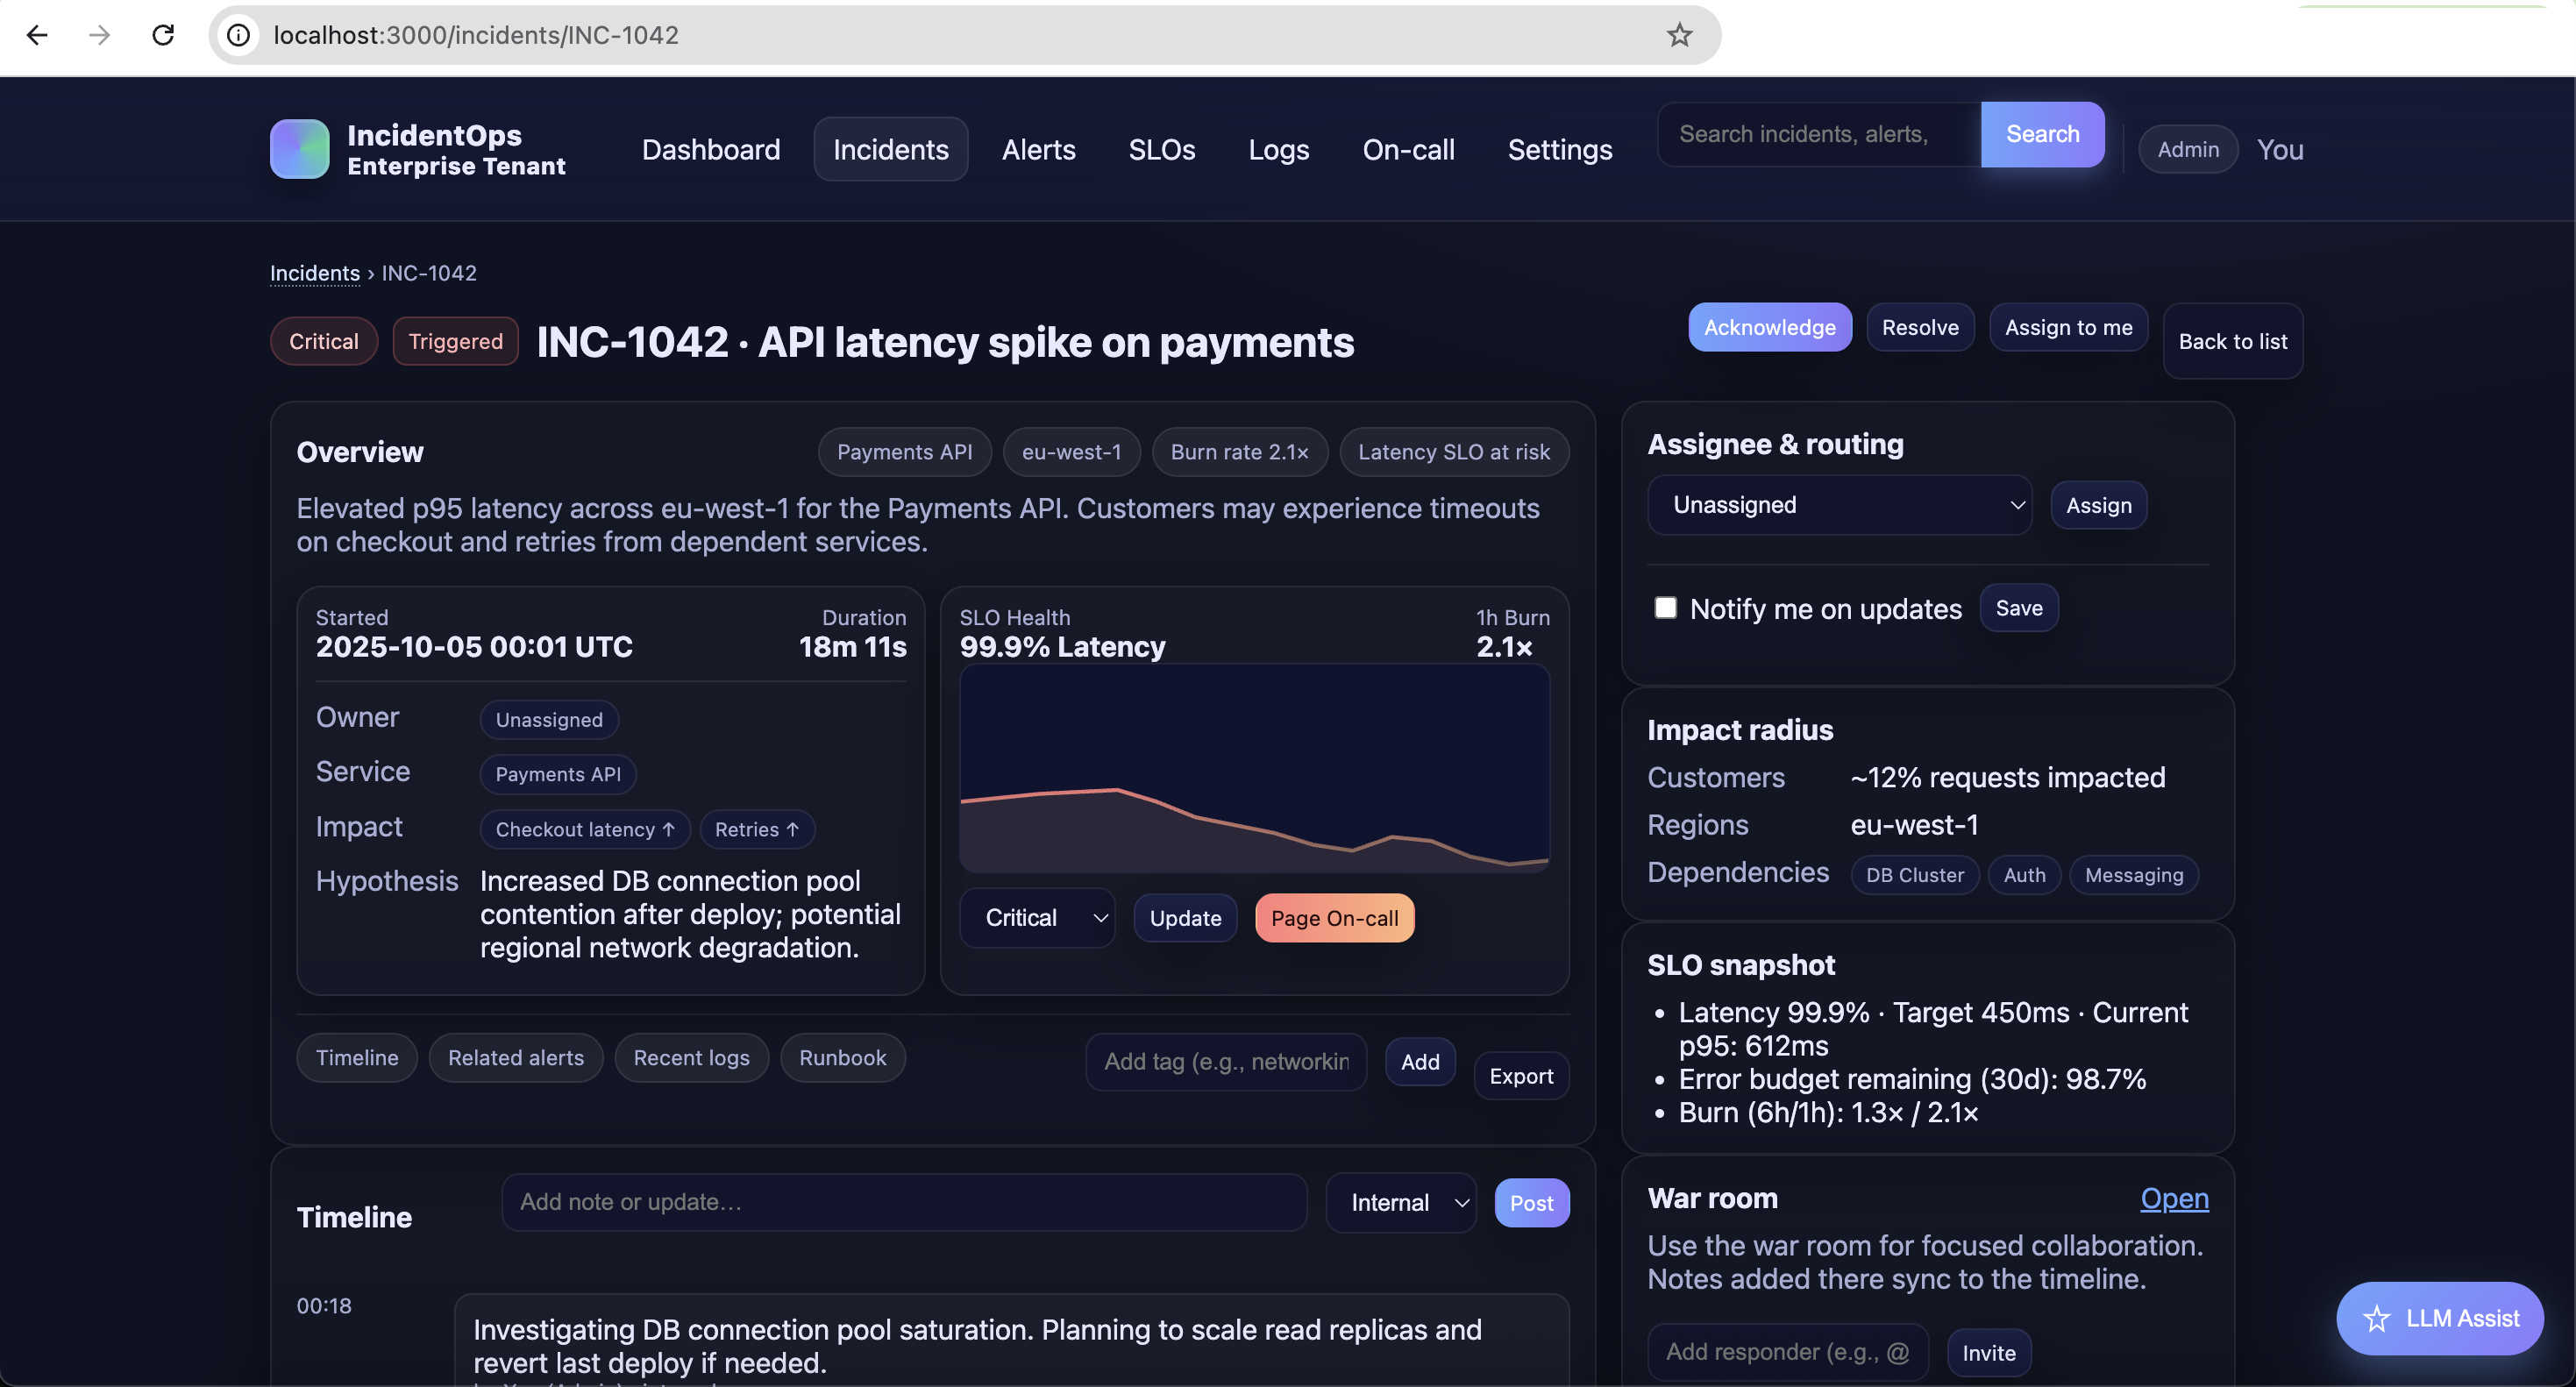 localhost:3000/incidents/INC-1042
IncidentOps
Enterprise Tenant
Dashboard
Incidents
Alerts
SLOs
Logs
On-call
Settings
Search incidents, alerts,
Search
Admin
You
Incidents › INC-1042
Critical
Triggered
INC-1042 · API latency spike on payments
Acknowledge
Resolve
Assign to me
Back to list
Overview
Payments API
eu-west-1
Burn rate 2.1×
Latency SLO at risk
Elevated p95 latency across eu-west-1 for the Payments API. Customers may experience timeouts
on checkout and retries from dependent services.
Started
2025-10-05 00:01 UTC
Duration
18m 11s
Owner
Unassigned
Service
Payments API
Impact
Checkout latency ↑
Retries ↑
Hypothesis
Increased DB connection pool
contention after deploy; potential
regional network degradation.
SLO Health
99.9% Latency
1h Burn
2.1×
Critical
Update
Page On-call
Timeline
Related alerts
Recent logs
Runbook
Add tag (e.g., networkin
Add
Export
Timeline
Add note or update…
Internal
Post
00:18
Investigating DB connection pool saturation. Planning to scale read replicas and
revert last deploy if needed.
Assignee & routing
Unassigned
Assign
Notify me on updates
Save
Impact radius
Customers
~12% requests impacted
Regions
eu-west-1
Dependencies
DB Cluster
Auth
Messaging
SLO snapshot
• Latency 99.9% · Target 450ms · Current
p95: 612ms
• Error budget remaining (30d): 98.7%
• Burn (6h/1h): 1.3× / 2.1×
War room
Open
Use the war room for focused collaboration.
Notes added there sync to the timeline.
Add responder (e.g., @
Invite
LLM Assist